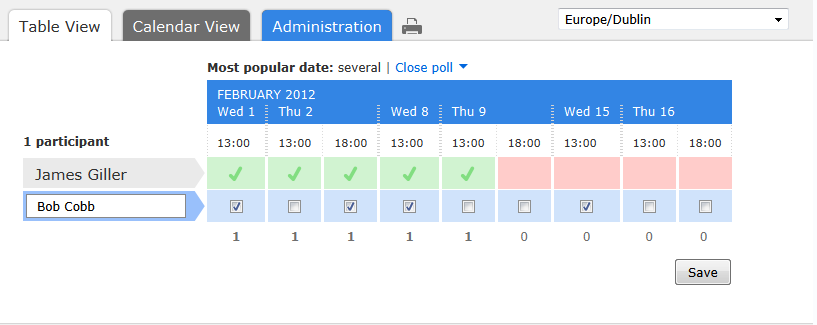 Table View Calendar View Administration Europe/Dublin
Most popular date: several | Close poll
FEBRUARY 2012
Wed 1 Thu 2 Wed 8 Thu 9 Wed 15 Thu 16
1 participant 13:00 13:00 18:00 13:00 13:00 18:00 13:00 13:00 18:00
James Giller
Bob Cobb
1 1 1 1 1 0 0 0 0
Save